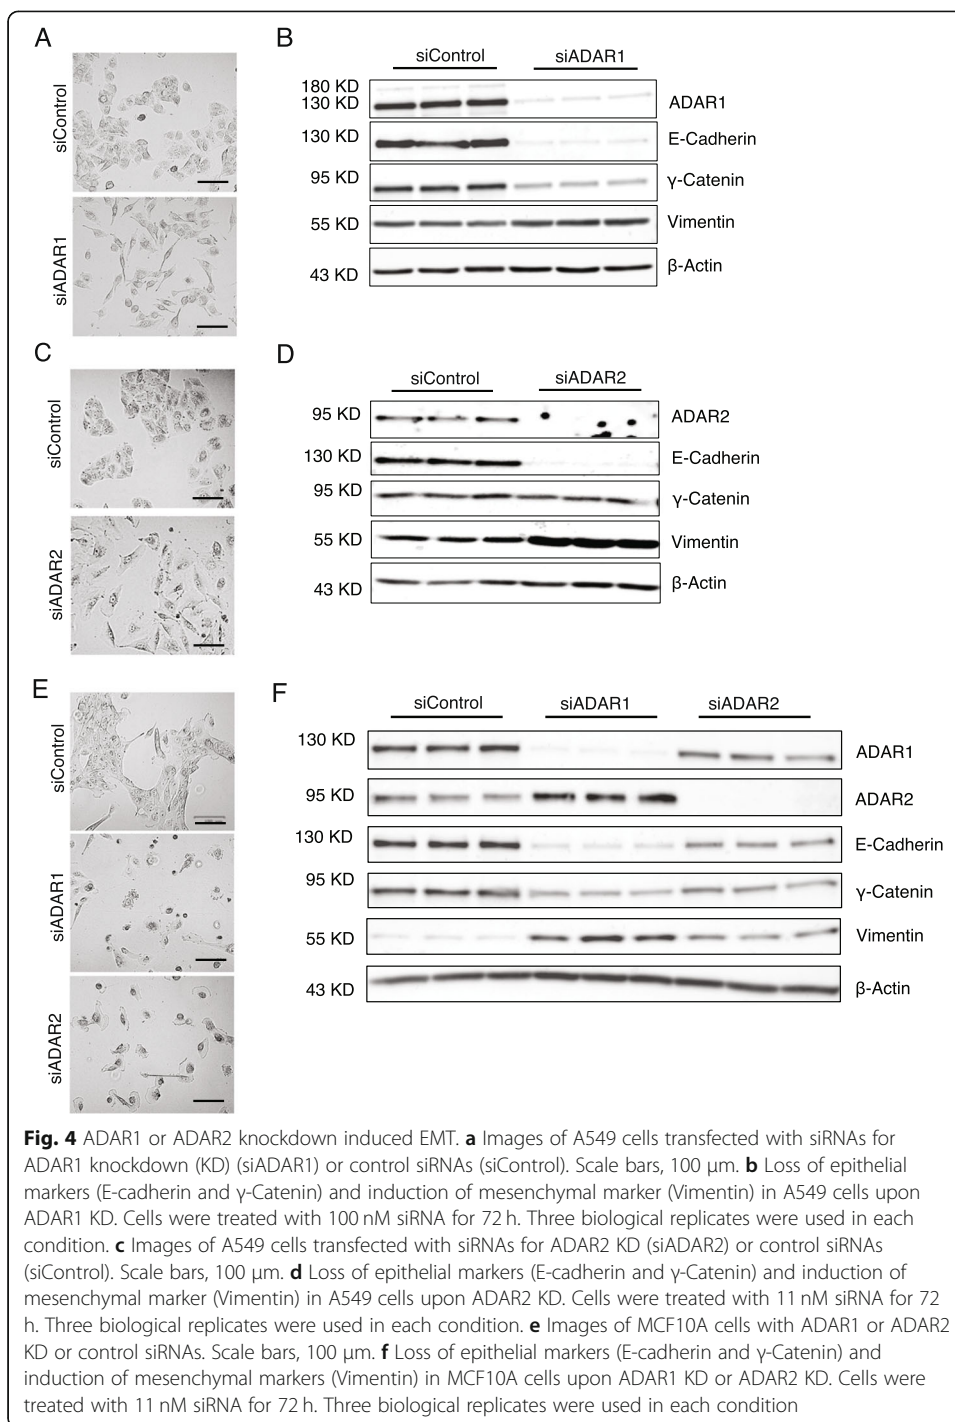 A
siControl
siADAR1
B
siControl siADAR1
180 KD
130 KD ADAR1
130 KD E-Cadherin
95 KD γ-Catenin
55 KD Vimentin
43 KD β-Actin
C
siControl
siADAR2
D
siControl siADAR2
95 KD ADAR2
130 KD E-Cadherin
95 KD γ-Catenin
55 KD Vimentin
43 KD β-Actin
E
siControl
siADAR1
siADAR2
F
siControl siADAR1 siADAR2
130 KD ADAR1
95 KD ADAR2
130 KD E-Cadherin
95 KD γ-Catenin
55 KD Vimentin
43 KD β-Actin
Fig. 4 ADAR1 or ADAR2 knockdown induced EMT. a Images of A549 cells transfected with siRNAs for
ADAR1 knockdown (KD) (siADAR1) or control siRNAs (siControl). Scale bars, 100 μm. b Loss of epithelial
markers (E-cadherin and γ-Catenin) and induction of mesenchymal marker (Vimentin) in A549 cells upon
ADAR1 KD. Cells were treated with 100 nM siRNA for 72 h. Three biological replicates were used in each
condition. c Images of A549 cells transfected with siRNAs for ADAR2 KD (siADAR2) or control siRNAs
(siControl). Scale bars, 100 μm. d Loss of epithelial markers (E-cadherin and γ-Catenin) and induction of
mesenchymal marker (Vimentin) in A549 cells upon ADAR2 KD. Cells were treated with 11 nM siRNA for 72
h. Three biological replicates were used in each condition. e Images of MCF10A cells with ADAR1 or ADAR2
KD or control siRNAs. Scale bars, 100 μm. f Loss of epithelial markers (E-cadherin and γ-Catenin) and
induction of mesenchymal markers (Vimentin) in MCF10A cells upon ADAR1 KD or ADAR2 KD. Cells were
treated with 11 nM siRNA for 72 h. Three biological replicates were used in each condition